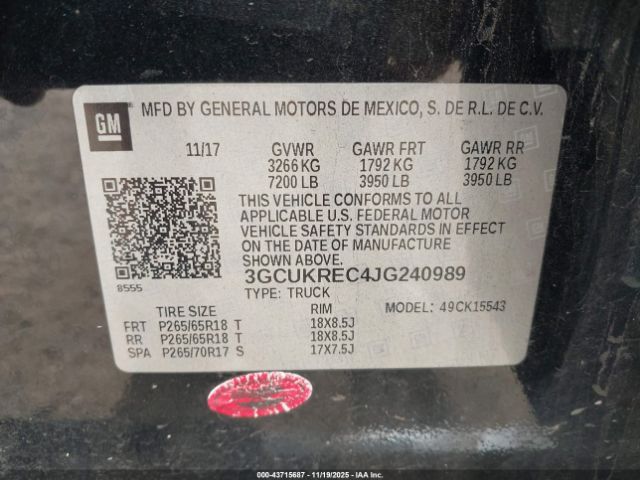 GM
MFD BY GENERAL MOTORS DE MEXICO, S. DE R.L. DE C.V.
11/17 GVWR GAWR FRT GAWR RR
3266 KG 1792 KG 1792 KG
7200 LB 3950 LB 3950 LB
THIS VEHICLE CONFORMS TO ALL
APPLICABLE U.S. FEDERAL MOTOR
VEHICLE SAFETY STANDARDS IN EFFECT
ON THE DATE OF MANUFACTURE
SHOWN ABOVE.
8555
3GCUKREC4JG240989
TYPE: TRUCK
TIRE SIZE RIM MODEL: 49CK15543
FRT P265/65R18 T 18X8.5J
RR P265/65R18 T 18X8.5J
SPA P265/70R17 S 17X7.5J
000-43715687 - 11/19/2025 - IAAI.COM